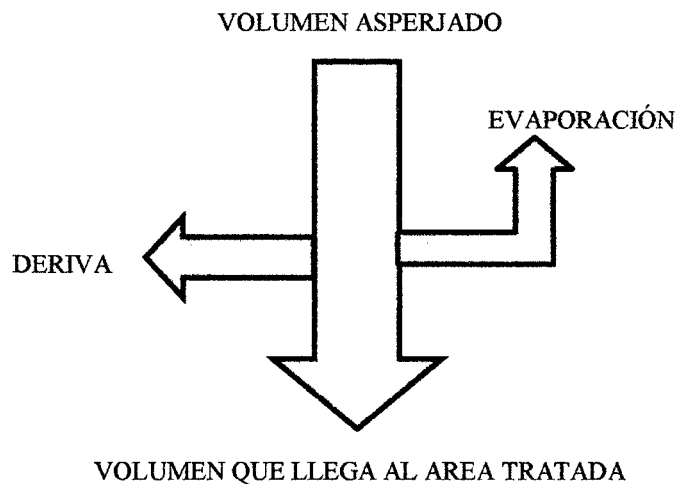 VOLUMEN ASPERJADO
EVAPORACIÓN
DERIVA
VOLUMEN QUE LLEGA AL AREA TRATADA